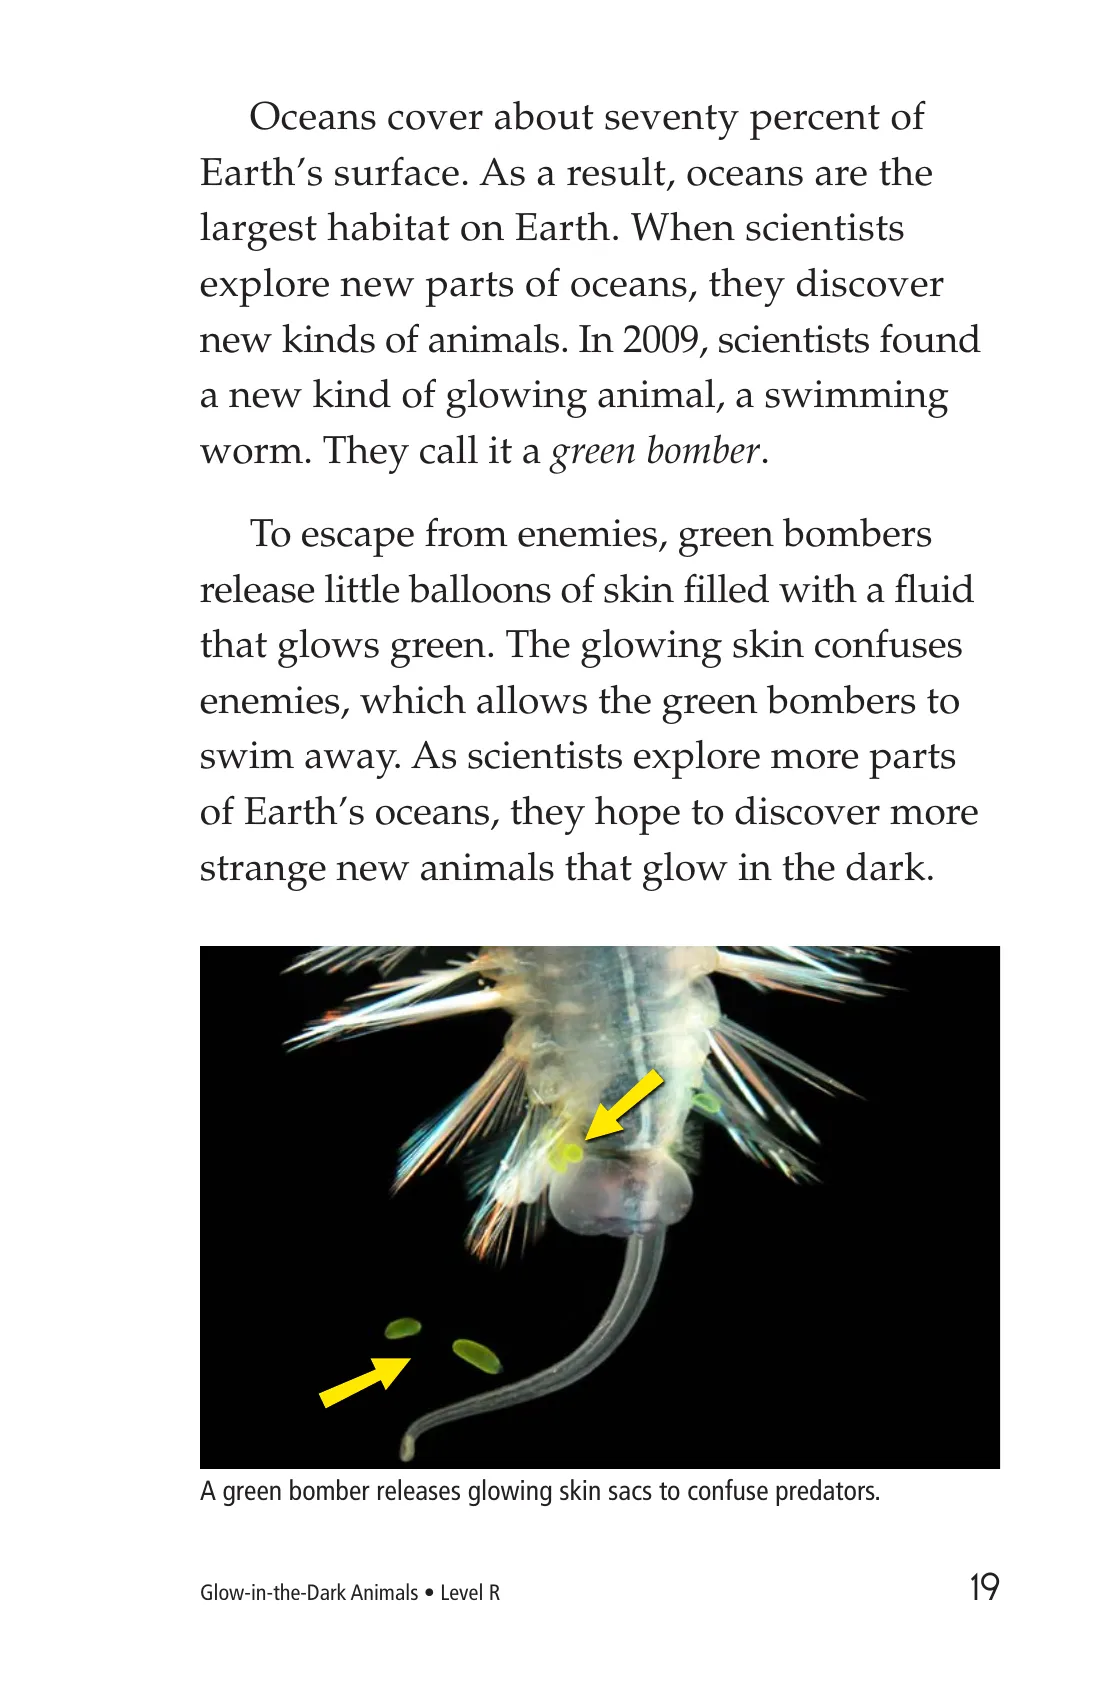 Oceans cover about seventy percent of
Earth’s surface. As a result, oceans are the
largest habitat on Earth. When scientists
explore new parts of oceans, they discover
new kinds of animals. In 2009, scientists found
a new kind of glowing animal, a swimming
worm. They call it a green bomber.
To escape from enemies, green bombers
release little balloons of skin filled with a fluid
that glows green. The glowing skin confuses
enemies, which allows the green bombers to
swim away. As scientists explore more parts
of Earth’s oceans, they hope to discover more
strange new animals that glow in the dark.
A green bomber releases glowing skin sacs to confuse predators.
Glow-in-the-Dark Animals • Level R
19